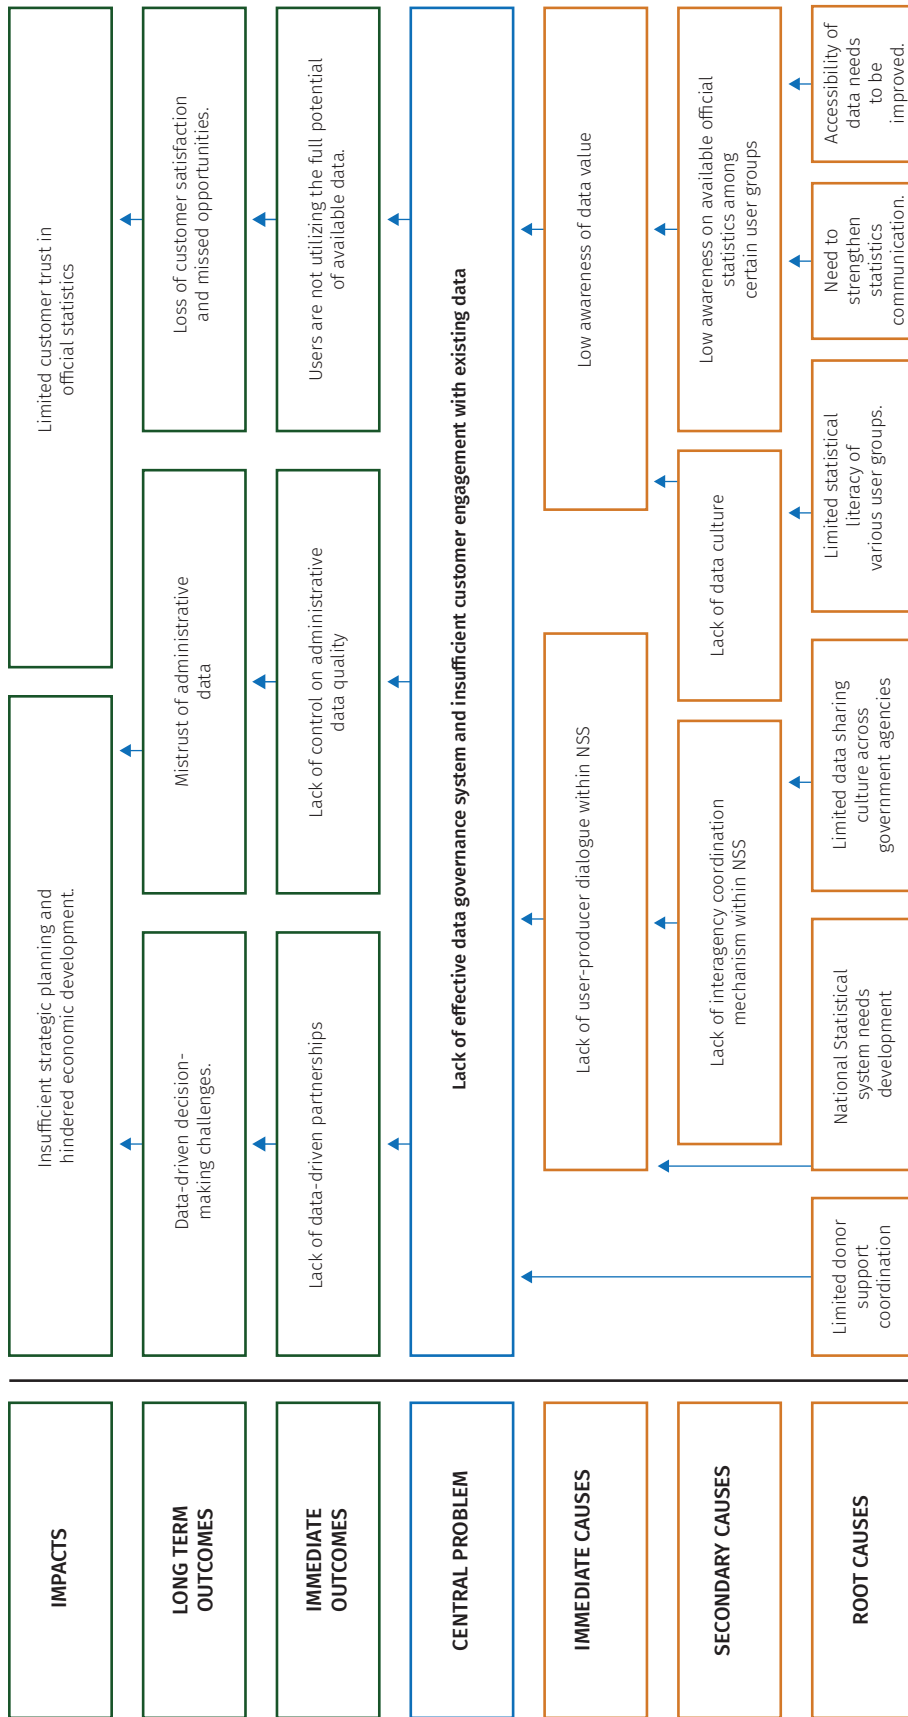 IMPACTS
Insufficient strategic planning and
hindered economic development.
Limited customer trust in
official statistics
LONG TERM
OUTCOMES
Data-driven decision-
making challenges.
Mistrust of administrative
data
Loss of customer satisfaction
and missed opportunities.
IMMEDIATE
OUTCOMES
Lack of data-driven partnerships
Lack of control on administrative
data quality
Users are not utilizing the full potential
of available data.
CENTRAL PROBLEM
Lack of effective data governance system and insufficient customer engagement with existing data
IMMEDIATE CAUSES
Lack of user-producer dialogue within NSS
Low awareness of data value
SECONDARY CAUSES
Lack of interagency coordination
mechanism within NSS
Lack of data culture
Low awareness on available official
statistics among
certain user groups
ROOT CAUSES
Limited donor
support
coordination
National Statistical
system needs
development
Limited data sharing
culture across
government agencies
Limited statistical
literacy of
various user groups.
Need to
strengthen
statistics
communication.
Accessibility of
data needs
to be
improved.